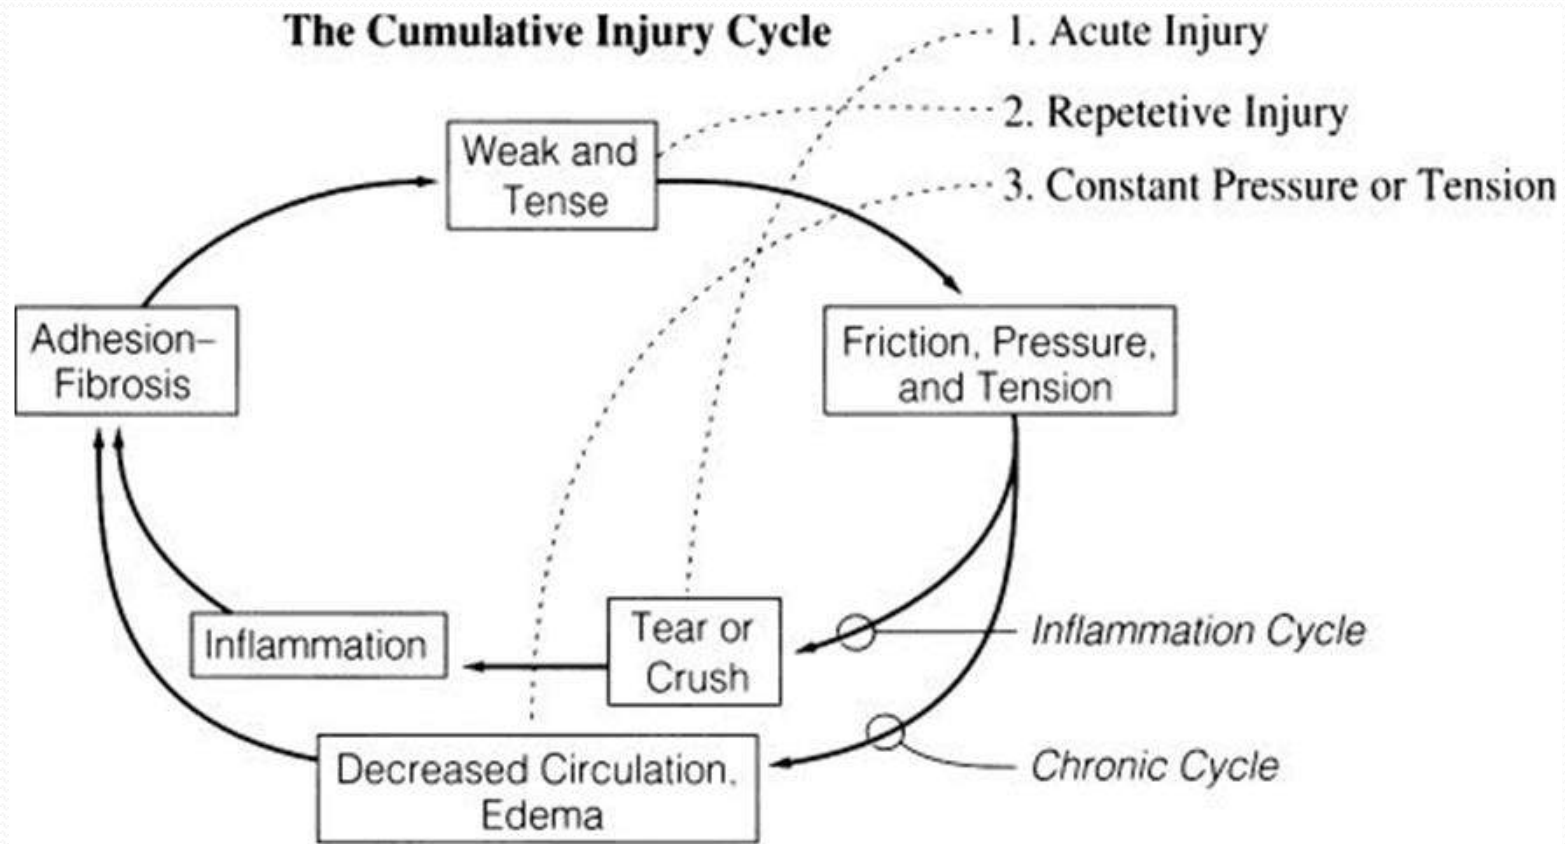 The Cumulative Injury Cycle
1. Acute Injury
2. Repetetive Injury
3. Constant Pressure or Tension
Weak and
Tense
Adhesion–
Fibrosis
Friction, Pressure,
and Tension
Inflammation
Tear or
Crush
Inflammation Cycle
Decreased Circulation,
Edema
Chronic Cycle